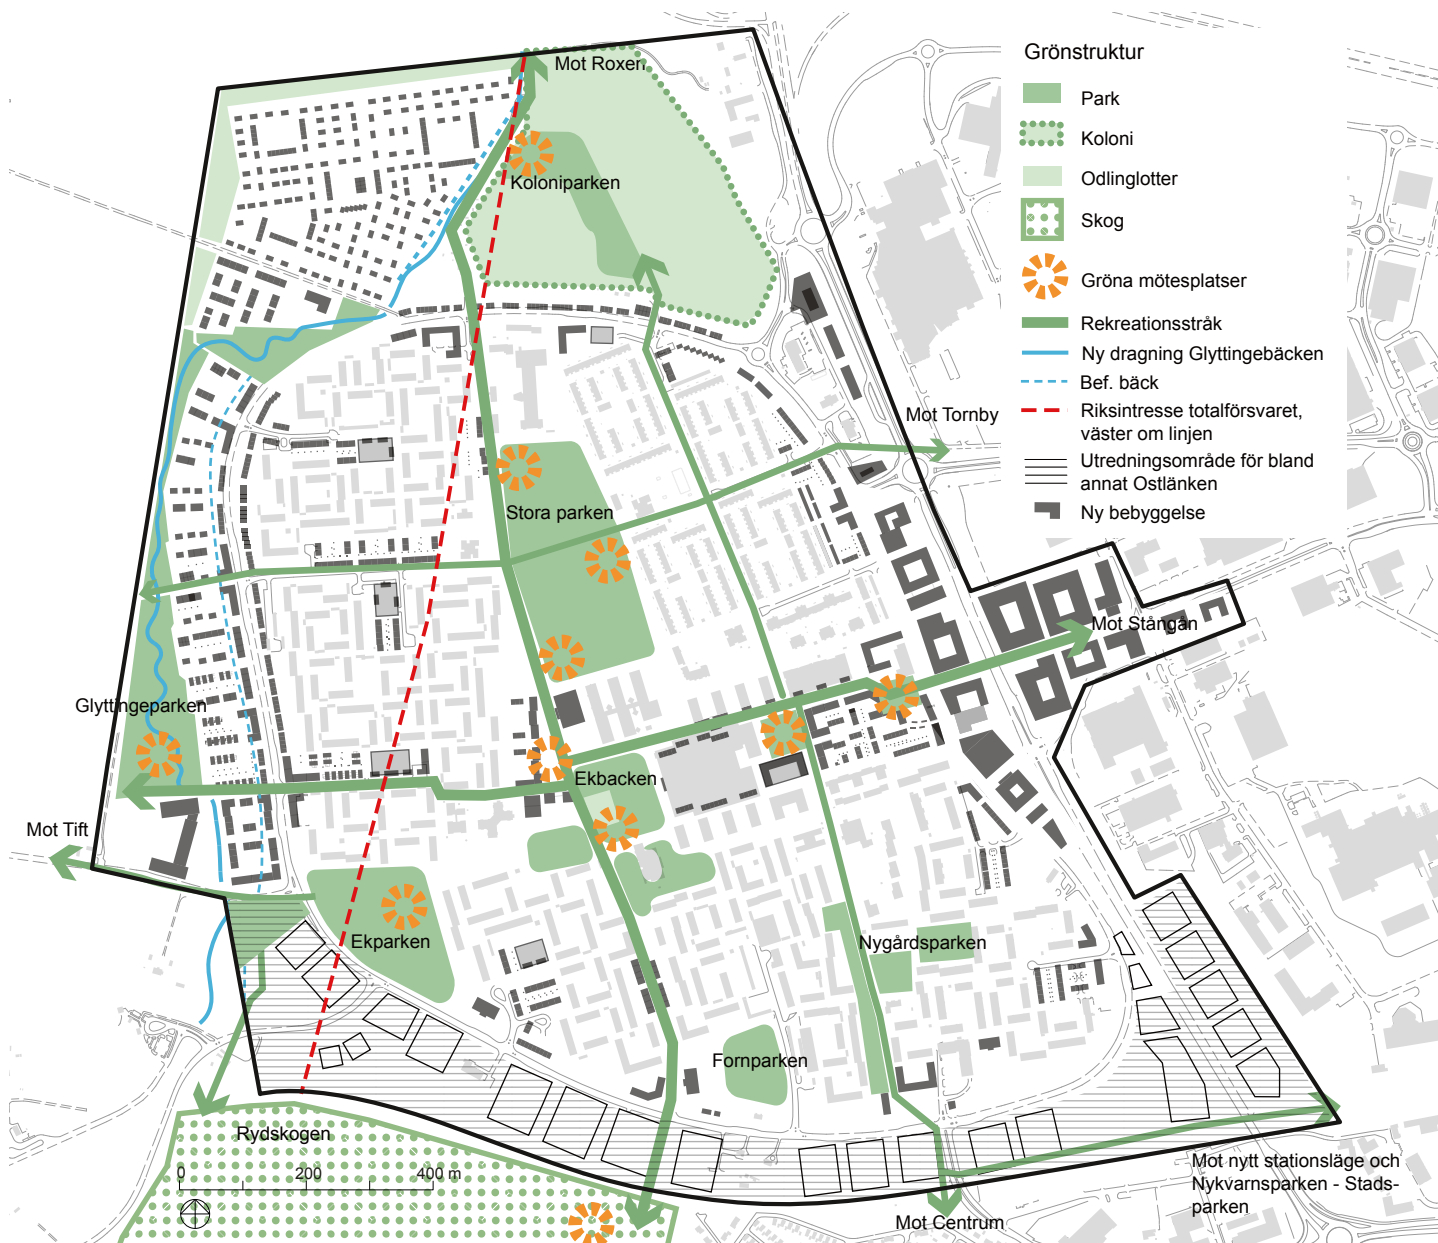 Grönstruktur
Park
Koloni
Odlinglotter
Skog
Gröna mötesplatser
Rekreationsstråk
Ny dragning Glyttingebäcken
Bef. bäck
Riksintresse totalförsvaret,
väster om linjen
Utredningsområde för bland
annat Ostlänken
Ny bebyggelse
Mot Roxen
Koloniparken
Mot Tornby
Stora parken
Mot Stångån
Glyttingeparken
Ekbacken
Mot Tift
Ekparken
Nygårdsparken
Fornparken
Rydskogen
0 200 400 m
Mot nytt stationsläge och
Nykvarnsparken - Stads-
parken
Mot Centrum